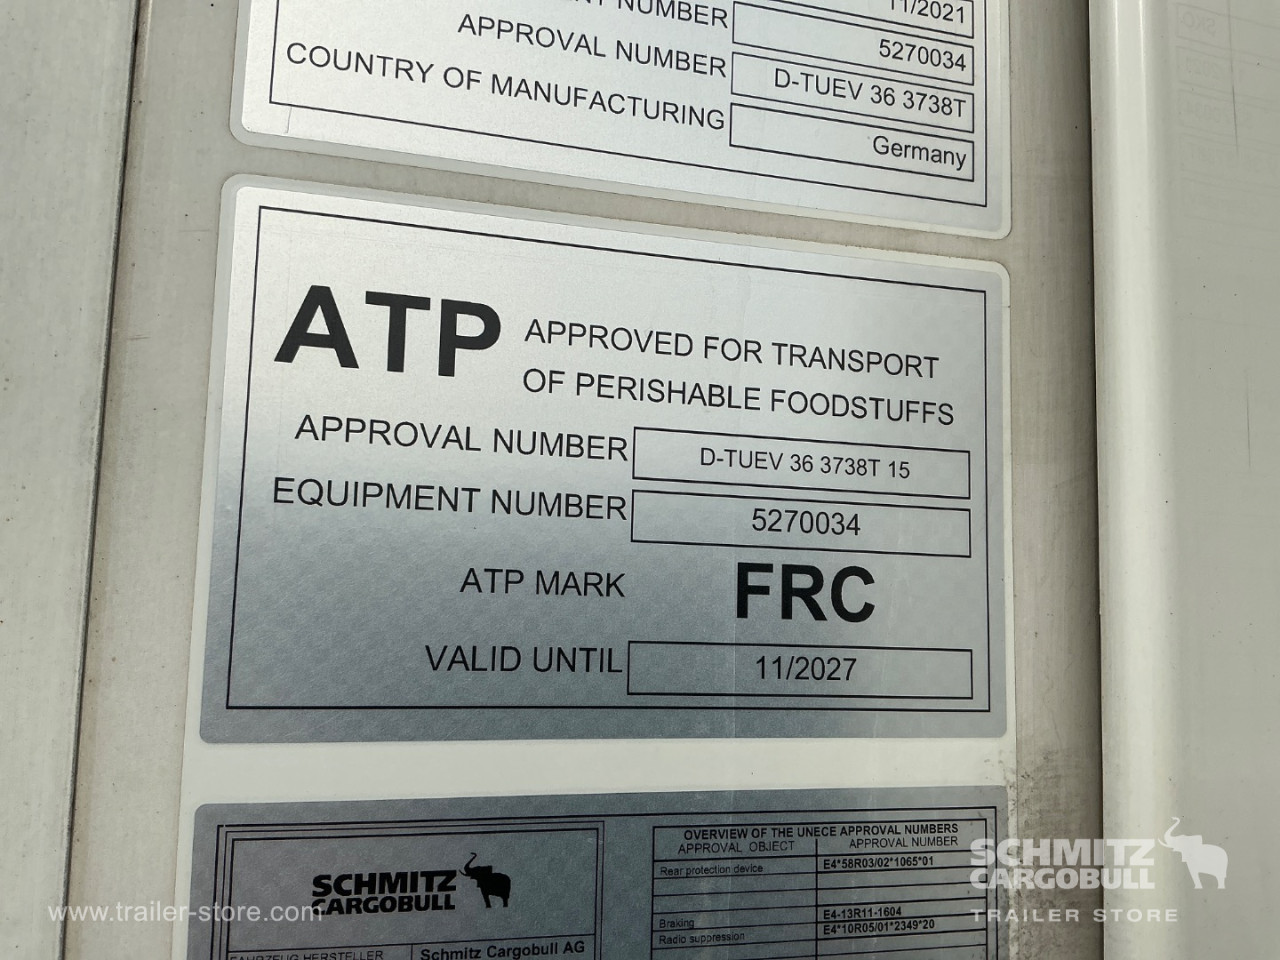 11/2021
NUMBER 5270034
APPROVAL NUMBER D-TUEV 36 3738T
COUNTRY OF MANUFACTURING Germany
ATP APPROVED FOR TRANSPORT
OF PERISHABLE FOODSTUFFS
APPROVAL NUMBER D-TUEV 36 3738T 15
EQUIPMENT NUMBER 5270034
ATP MARK FRC
VALID UNTIL 11/2027
SCHMITZ
CARGOBULL
FAHRZEUG-HERSTELLER Schmitz Cargobull AG
OVERVIEW OF THE UNECE APPROVAL NUMBERS
APPROVAL OBJECT APPROVAL NUMBER
Rear protection device E4*58R03/02*1065*01
Braking E4-13R11-1604
Radio suppression E4*10R05/01*2349*20
www.trailer-store.com
SCHMITZ
CARGOBULL
TRAILER STORE